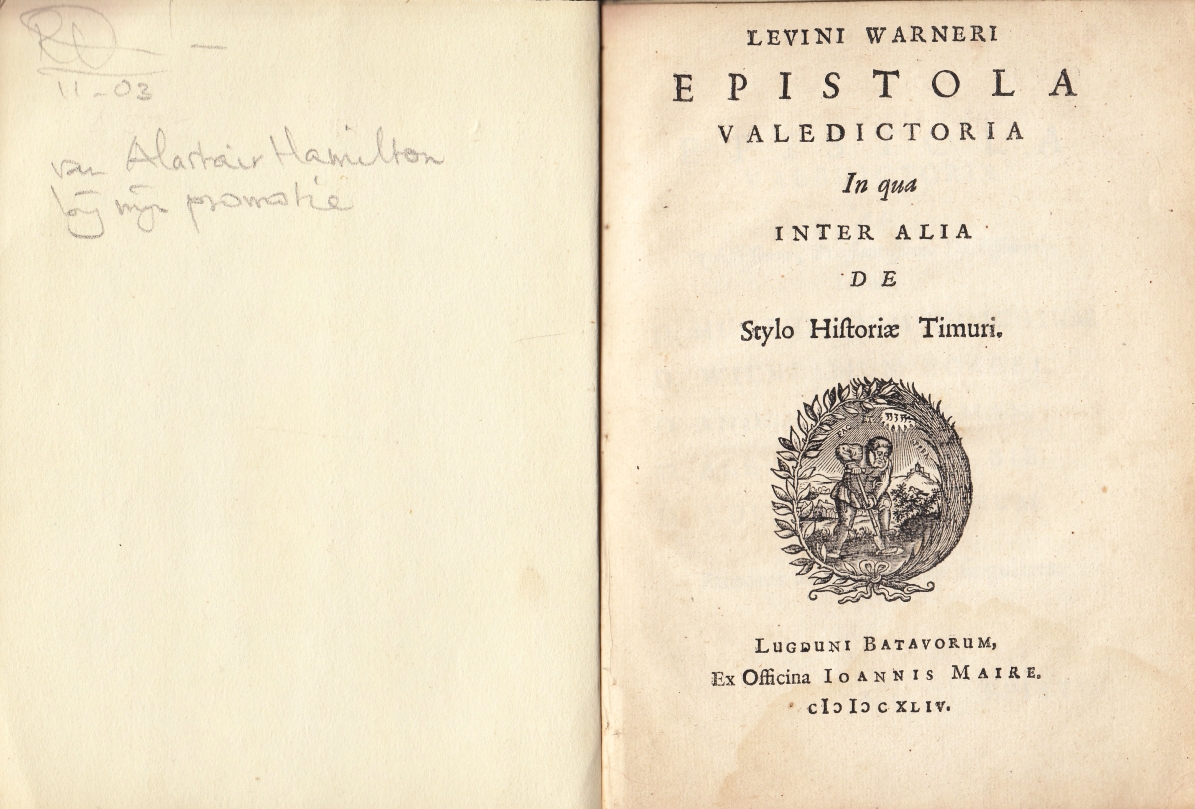 11-03
van Alastair Hamilton
bij mijn promotie
LEVINI WARNERI
EPISTOLA
VALEDICTORIA
In qua
INTER ALIA
DE
Stylo Hiſtoriæ Timuri.
LUGDUNI BATAVORUM,
Ex Officina IOANNIS MAIRE.
cIↄ Iↄ c XLIV.